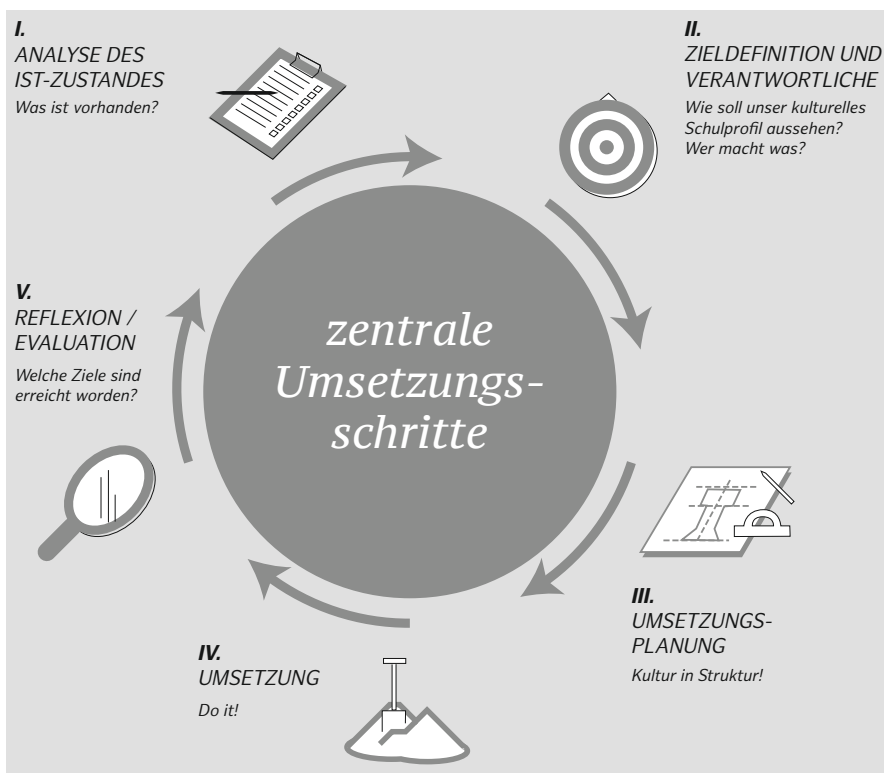 I.
ANALYSE DES
IST-ZUSTANDES
Was ist vorhanden?
II.
ZIELDEFINITION UND
VERANTWORTLICHE
Wie soll unser kulturelles
Schulprofil aussehen?
Wer macht was?
zentrale
Umsetzungs-
schritte
III.
UMSETZUNGS-
PLANUNG
Kultur in Struktur!
IV.
UMSETZUNG
Do it!
V.
REFLEXION /
EVALUATION
Welche Ziele sind
erreicht worden?